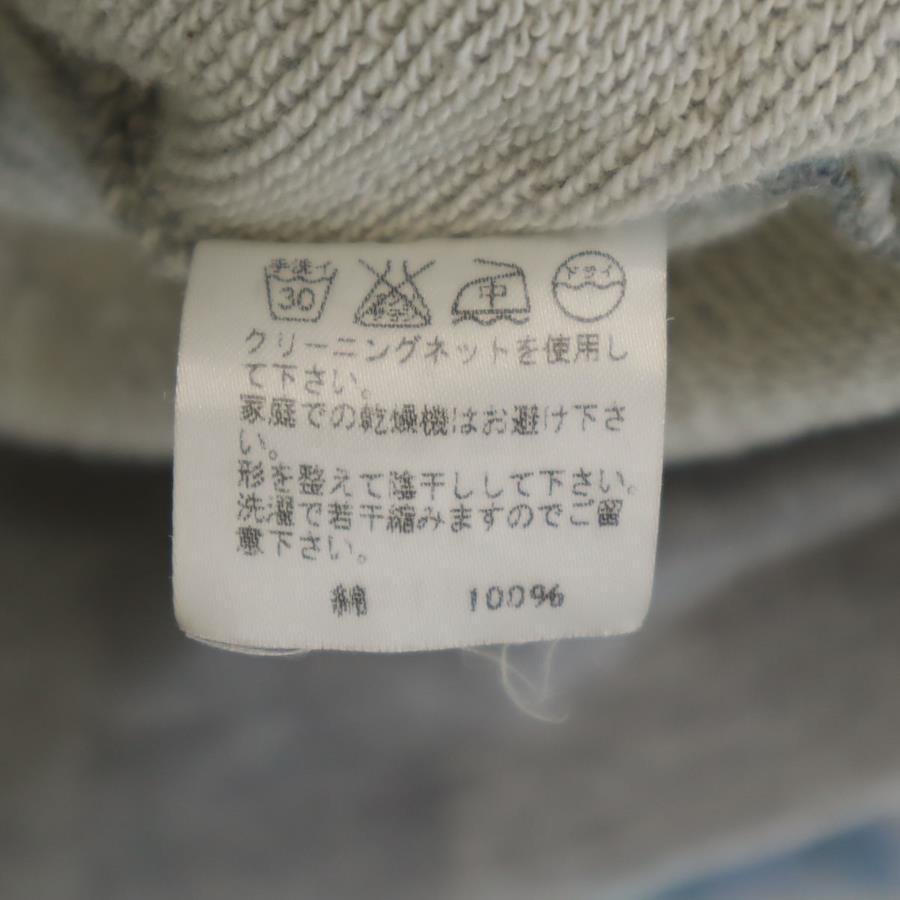 手洗イ 30 中 ドライ
クリーニングネットを使用し
て下さい。
家庭での乾燥機はお避け下さ
い。
形を整えて陰干しして下さい。
洗濯で若干縮みますのでご留
意下さい。
綿 100%